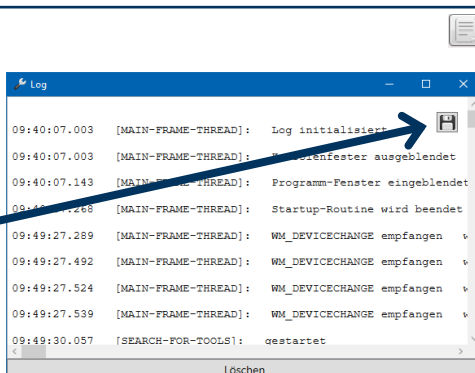 Log
09:40:07.003 [MAIN-FRAME-THREAD]: Log initialisiert
09:40:07.003 [MAIN-FRAME-THREAD]: ausgeblendet
09:40:07.143 [MAIN-FRAME-THREAD]: Programm-Fenster eingeblendet
[MAIN-FRAME-THREAD]: Startup-Routine wird beendet
09:49:27.289 [MAIN-FRAME-THREAD]: WM_DEVICECHANGE empfangen
09:49:27.492 [MAIN-FRAME-THREAD]: WM_DEVICECHANGE empfangen
09:49:27.524 [MAIN-FRAME-THREAD]: WM_DEVICECHANGE empfangen
09:49:27.539 [MAIN-FRAME-THREAD]: WM_DEVICECHANGE empfangen
09:49:30.057 [SEARCH-FOR-TOOLS]: gestartet
Löschen